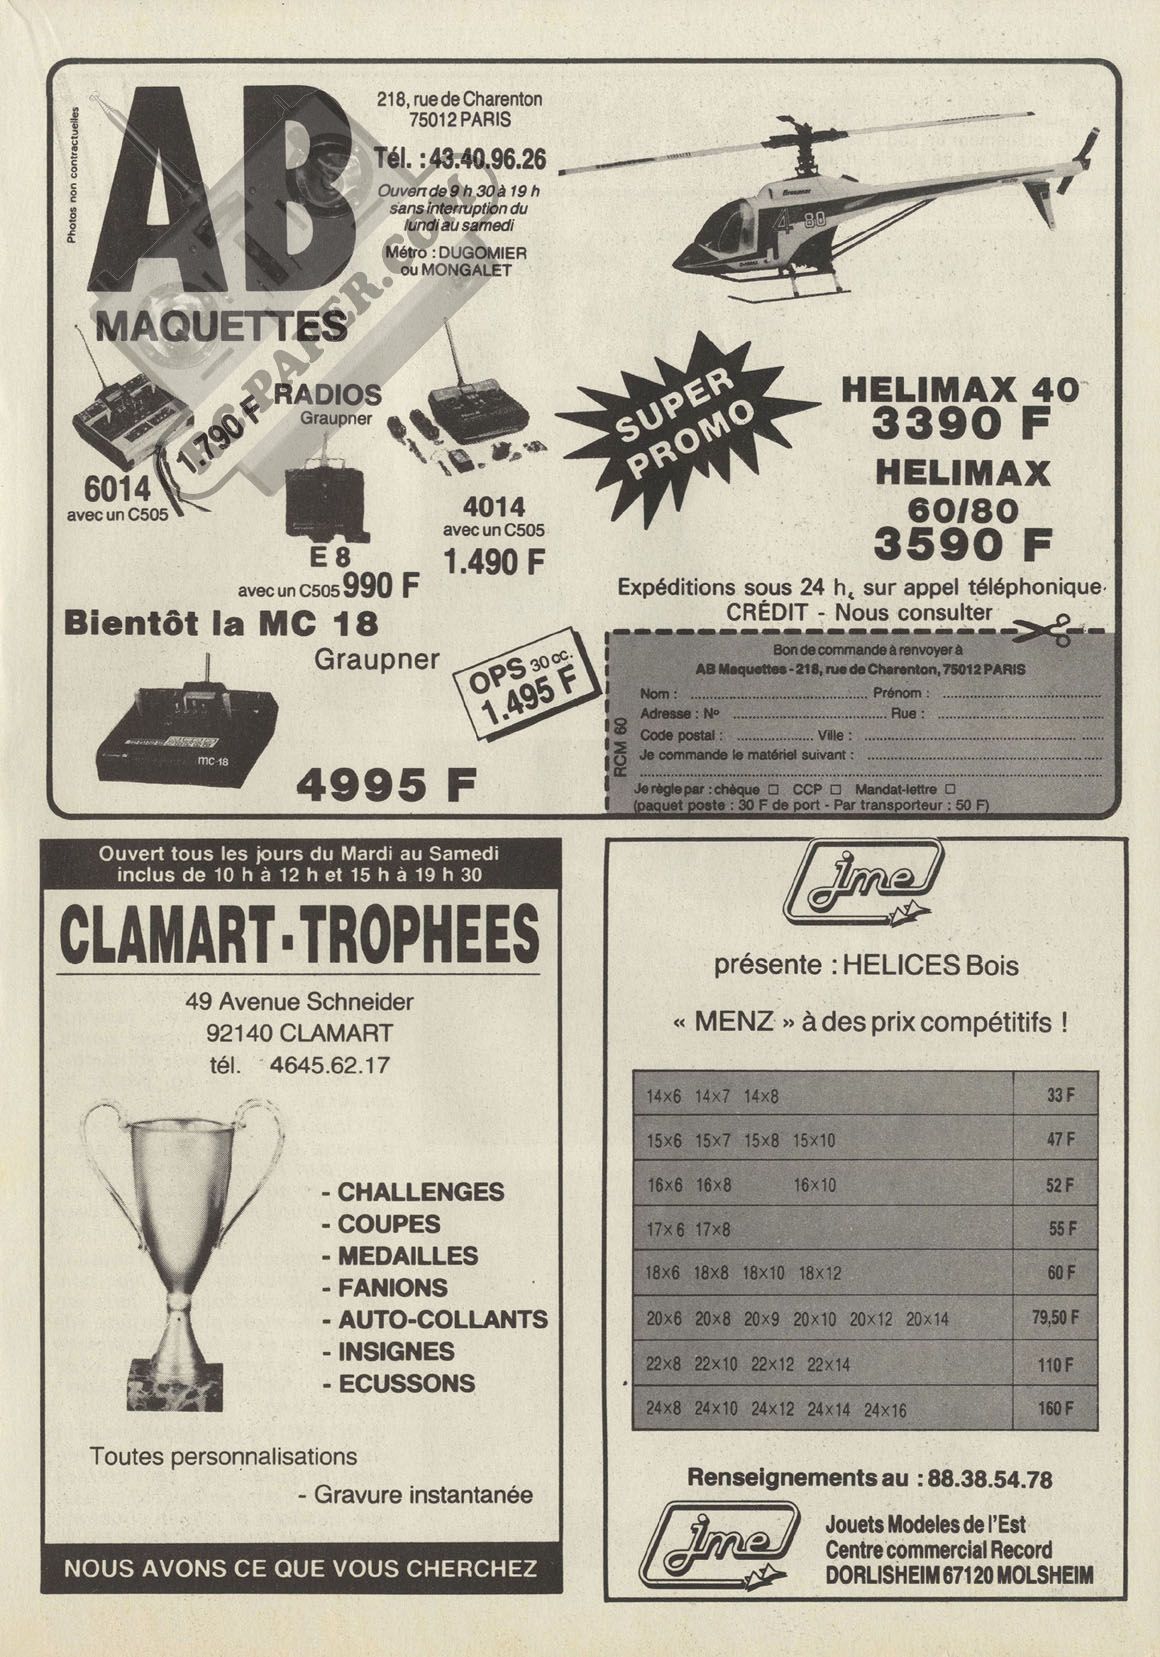 Photos non contractuelles
AB
MAQUETTES
218, rue de Charenton
75012 PARIS
Tél. : 43.40.96.26
Ouvert de 9 h 30 à 19 h
sans interruption du
lundi au samedi
Métro : DUGOMIER
ou MONGALET
RC-PAPER.COM
Graupner
480
RADIOS
Graupner
1.790 F
6014
avec un C505
E 8
avec un C505 990 F
4014
avec un C505
1.490 F
SUPER
PROMO
HELIMAX 40
3390 F
HELIMAX
60/80
3590 F
Expéditions sous 24 h, sur appel téléphonique.
CRÉDIT - Nous consulter
Bientôt la MC 18
Graupner
mc-18
4995 F
OPS 30 cc.
1.495 F
RCM 60
Bon de commande à renvoyer à
AB Maquettes - 218, rue de Charenton, 75012 PARIS
Nom : .................... Prénom : ....................
Adresse : No .................... Rue : ....................
Code postal : .................... Ville : ....................
Je commande le matériel suivant : ....................
Je règle par : chèque □ CCP □ Mandat-lettre □
(paquet poste : 30 F de port - Par transporteur : 50 F)
Ouvert tous les jours du Mardi au Samedi
inclus de 10 h à 12 h et 15 h à 19 h 30
CLAMART-TROPHEES
49 Avenue Schneider
92140 CLAMART
tél. 4645.62.17
- CHALLENGES
- COUPES
- MEDAILLES
- FANIONS
- AUTO-COLLANTS
- INSIGNES
- ECUSSONS
Toutes personnalisations
- Gravure instantanée
NOUS AVONS CE QUE VOUS CHERCHEZ
jme
présente : HELICES Bois
« MENZ » à des prix compétitifs !
14×6 14×7 14×8 33 F
15×6 15×7 15×8 15×10 47 F
16×6 16×8 16×10 52 F
17×6 17×8 55 F
18×6 18×8 18×10 18×12 60 F
20×6 20×8 20×9 20×10 20×12 20×14 79,50 F
22×8 22×10 22×12 22×14 110 F
24×8 24×10 24×12 24×14 24×16 160 F
Renseignements au : 88.38.54.78
jme
Jouets Modeles de l'Est
Centre commercial Record
DORLISHEIM 67120 MOLSHEIM